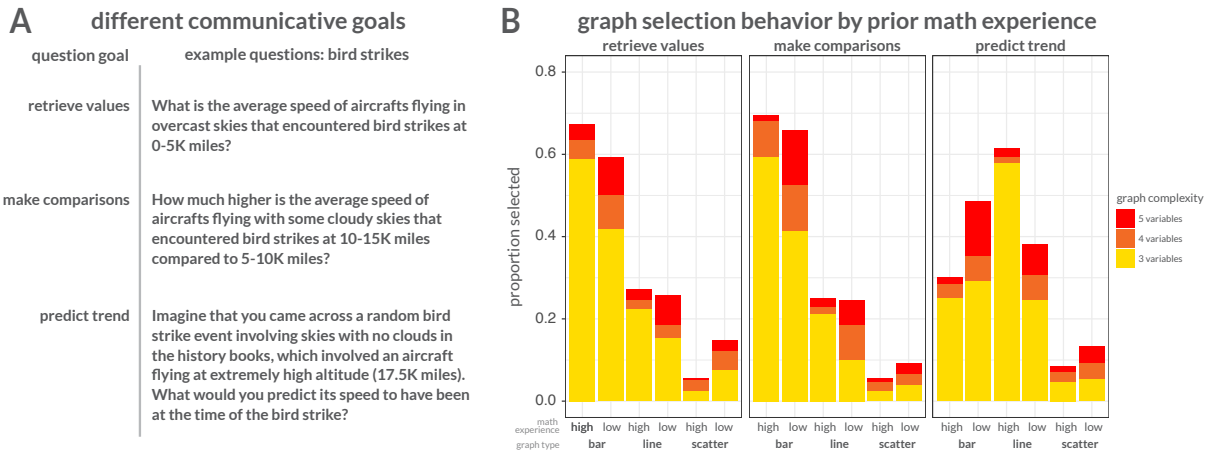 A different communicative goals
question goal example questions: bird strikes
retrieve values What is the average speed of aircrafts flying in
overcast skies that encountered bird strikes at
0-5K miles?
make comparisons How much higher is the average speed of
aircrafts flying with some cloudy skies that
encountered bird strikes at 10-15K miles
compared to 5-10K miles?
predict trend Imagine that you came across a random bird
strike event involving skies with no clouds in
the history books, which involved an aircraft
flying at extremely high altitude (17.5K miles).
What would you predict its speed to have been
at the time of the bird strike?
B graph selection behavior by prior math experience
retrieve values make comparisons predict trend
proportion selected
0.8
0.6
0.4
0.2
0.0
graph complexity
5 variables
4 variables
3 variables
math
experience
high low high low high low high low high low high low high low high low high low
graph type bar line scatter bar line scatter bar line scatter